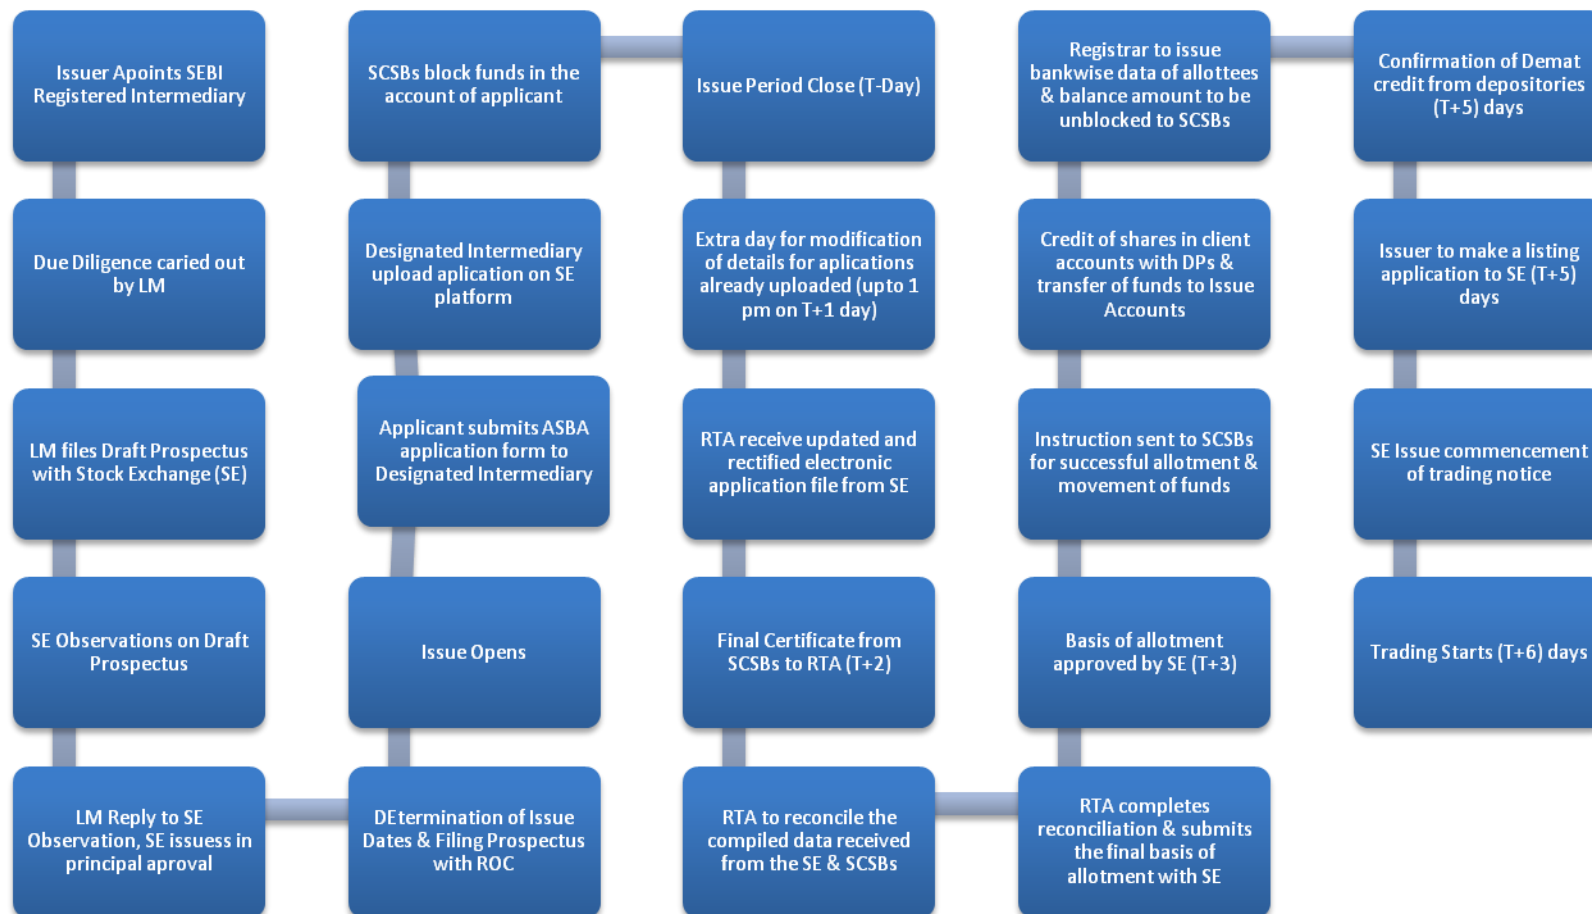 Issuer Apoints SEBI
Registered Intermediary
Due Diligence caried out
by LM
LM files Draft Prospectus
with Stock Exchange (SE)
SE Observations on Draft
Prospectus
LM Reply to SE
Observation, SE issuess in
principal aproval
DEtermination of Issue
Dates & Filing Prospectus
with ROC
Issue Opens
Applicant submits ASBA
application form to
Designated Intermediary
Designated Intermediary
upload aplication on SE
platform
SCSBs block funds in the
account of applicant
Issue Period Close (T-Day)
Extra day for modification
of details for aplications
already uploaded (upto 1
pm on T+1 day)
RTA receive updated and
rectified electronic
application file from SE
Final Certificate from
SCSBs to RTA (T+2)
RTA to reconcile the
compiled data received
from the SE & SCSBs
RTA completes
reconciliation & submits
the final basis of
allotment with SE
Basis of allotment
approved by SE (T+3)
Instruction sent to SCSBs
for successful allotment &
movement of funds
Credit of shares in client
accounts with DPs &
transfer of funds to Issue
Accounts
Registrar to issue
bankwise data of allottees
& balance amount to be
unblocked to SCSBs
Confirmation of Demat
credit from depositories
(T+5) days
Issuer to make a listing
application to SE (T+5)
days
SE Issue commencement
of trading notice
Trading Starts (T+6) days